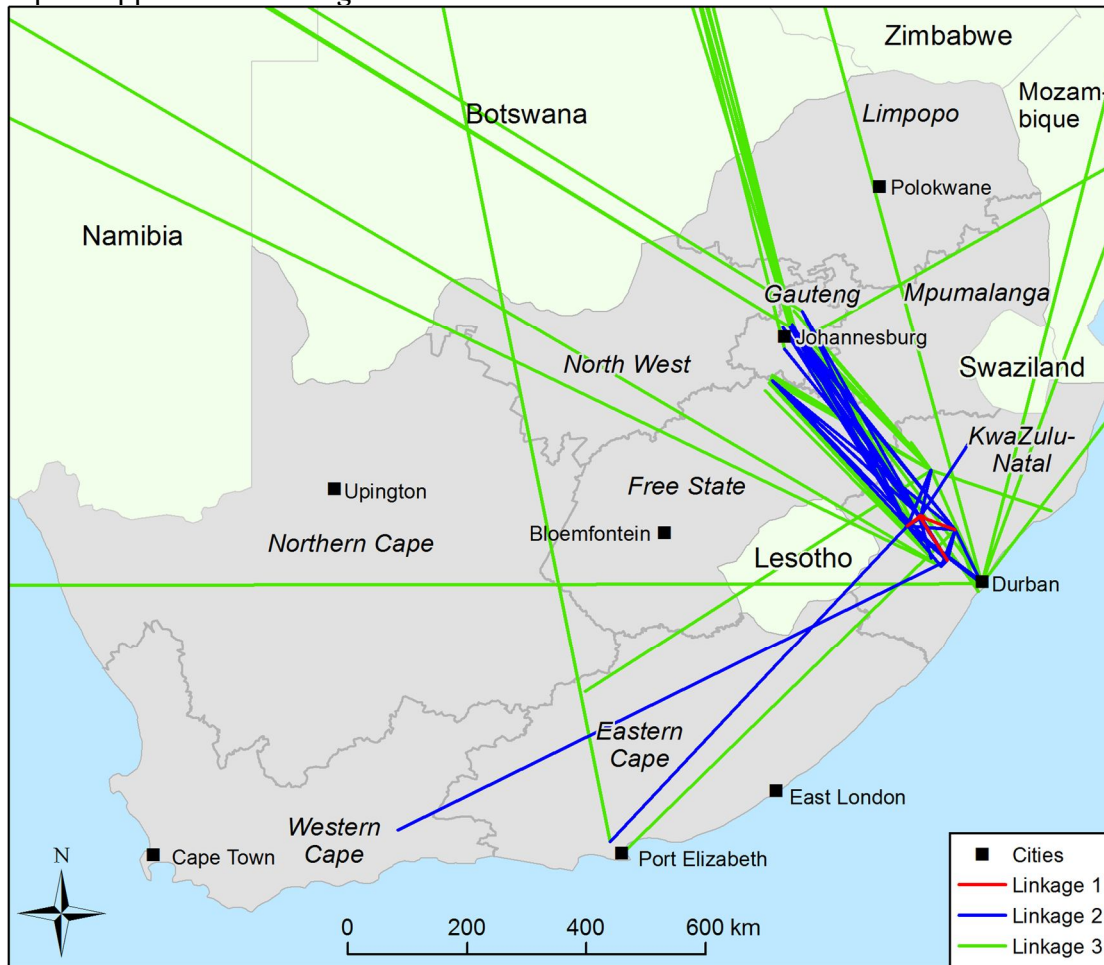 Zimbabwe
Mozam-
bique
Limpopo
Botswana
Polokwane
Namibia
Gauteng
Mpumalanga
Johannesburg
North West
Swaziland
KwaZulu-
Natal
Upington
Free State
Northern Cape
Bloemfontein
Lesotho
Durban
Eastern
Cape
East London
Western
Cape
Cape Town
Port Elizabeth
N
0 200 400 600 km
Cities
Linkage 1
Linkage 2
Linkage 3